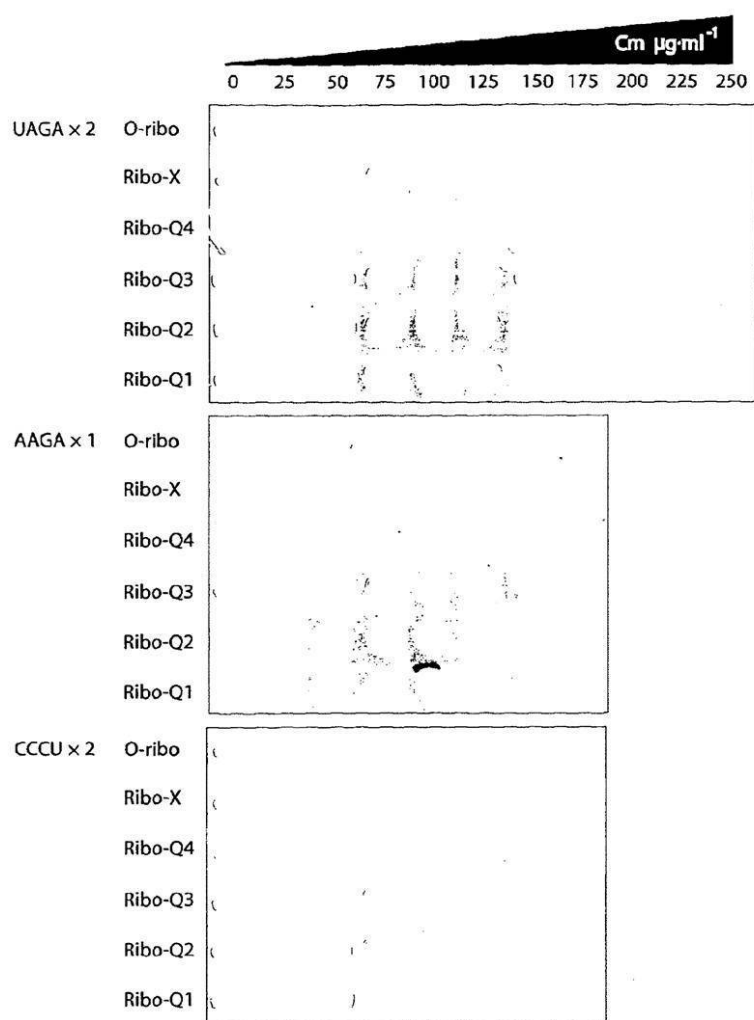 Cm µg·ml⁻¹
0 25 50 75 100 125 150 175 200 225 250
UAGA × 2 O-ribo
Ribo-X
Ribo-Q4
Ribo-Q3
Ribo-Q2
Ribo-Q1
AAGA × 1 O-ribo
Ribo-X
Ribo-Q4
Ribo-Q3
Ribo-Q2
Ribo-Q1
CCCU × 2 O-ribo
Ribo-X
Ribo-Q4
Ribo-Q3
Ribo-Q2
Ribo-Q1